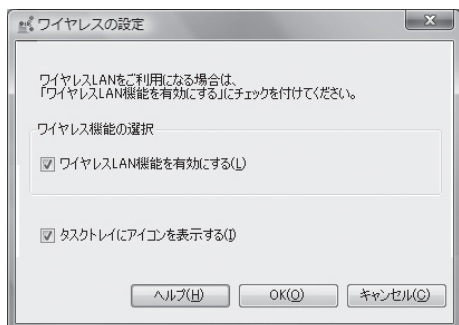 ワイヤレスの設定
ワイヤレスLANをご利用になる場合は、
「ワイヤレスLAN機能を有効にする」にチェックを付けてください。
ワイヤレス機能の選択
ワイヤレスLAN機能を有効にする(L)
タスクトレイにアイコンを表示する(I)
ヘルプ(H) OK(O) キャンセル(C)